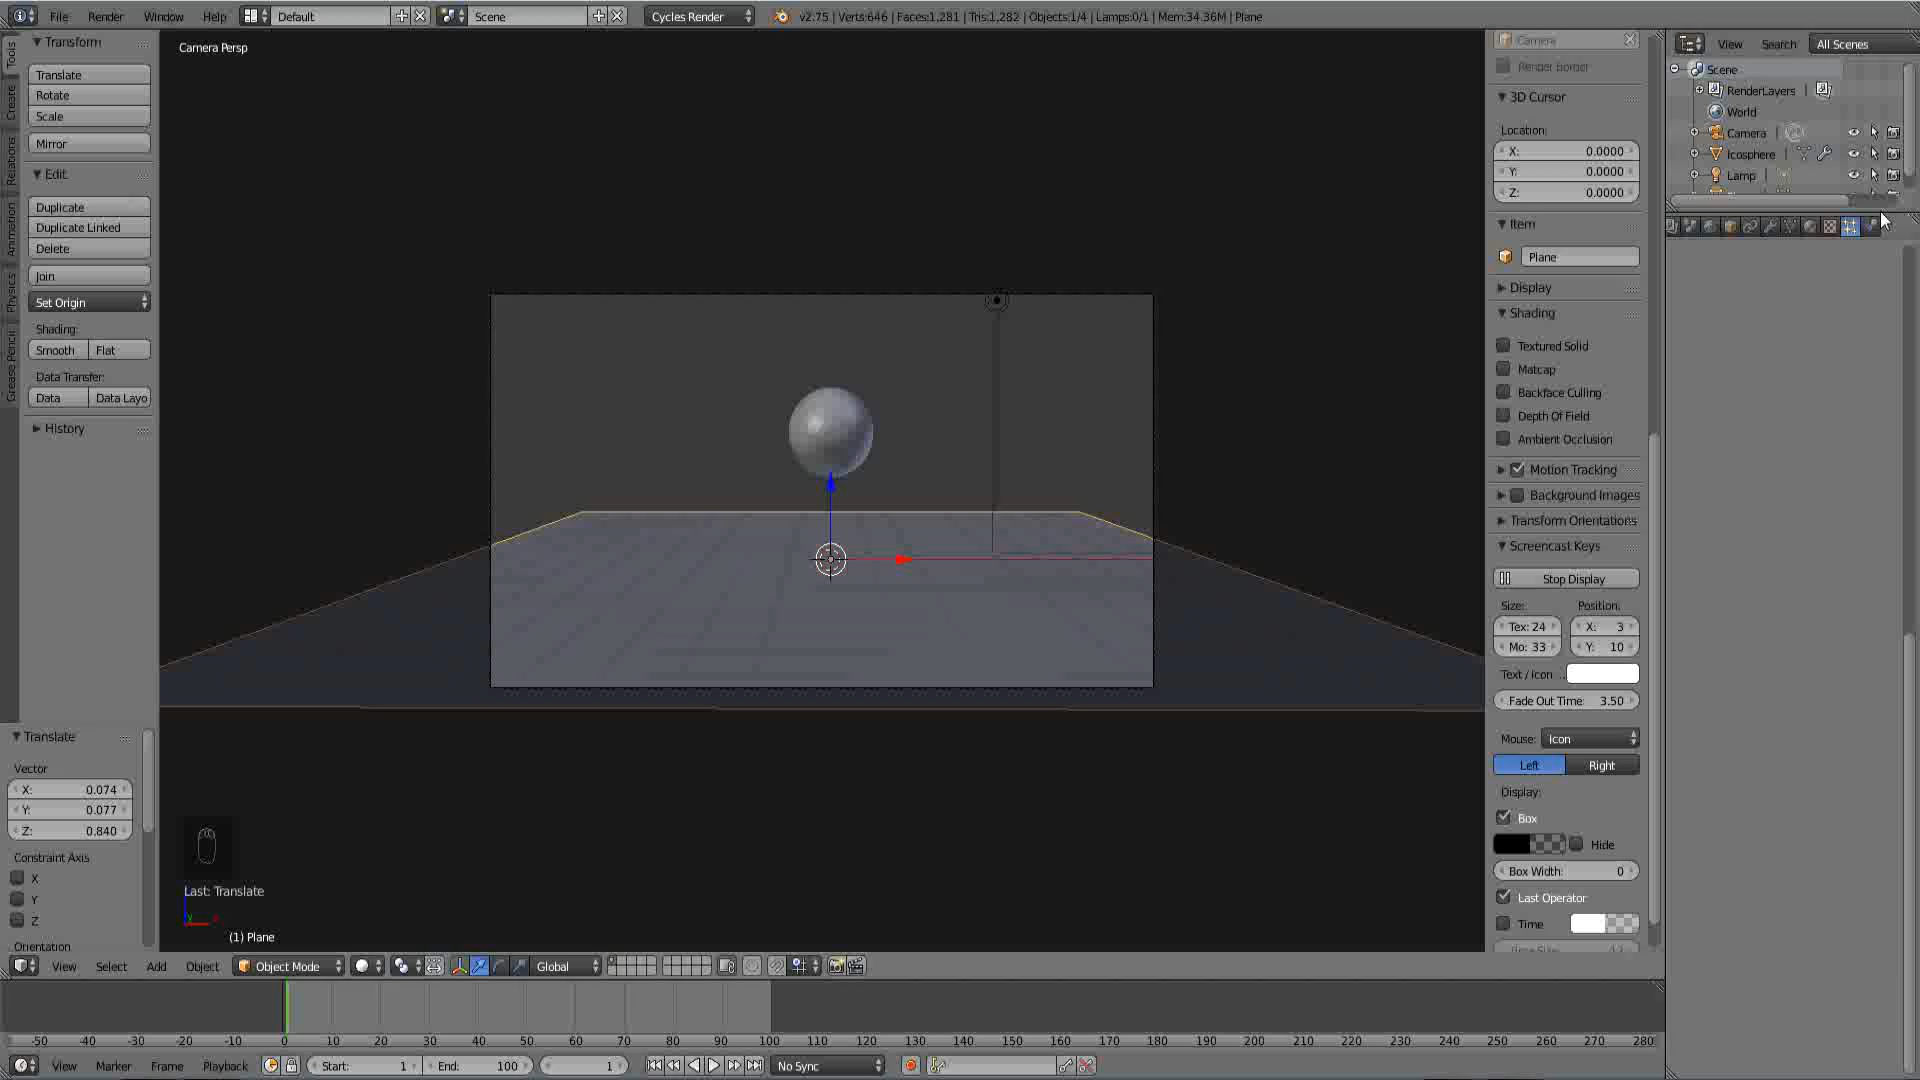 File Render Window Help Default Scene Cycles Render v2.75 | Verts:646 | Faces:1,281 | Tris:1,282 | Objects:1/4 | Lamps:0/1 | Mem:34.36M | Plane
Tools
Create
Relations
Animation
Physics
Grease Pencil
Transform
Translate
Rotate
Scale
Mirror
Edit
Duplicate
Duplicate Linked
Delete
Join
Set Origin
Shading:
Smooth Flat
Data Transfer:
Data Data Layo
History
Translate
Vector
X: 0.074
Y: 0.077
Z: 0.840
Constraint Axis
X
Y
Z
Orientation
Camera Persp
Last: Translate
(1) Plane
Camera
Render Border
3D Cursor
Location:
X: 0.0000
Y: 0.0000
Z: 0.0000
Item
Plane
Display
Shading
Textured Solid
Matcap
Backface Culling
Depth Of Field
Ambient Occlusion
Motion Tracking
Background Images
Transform Orientations
Screencast Keys
Stop Display
Size: Position:
Tex: 24 X: 3
Mo: 33 Y: 10
Text / Icon
Fade Out Time: 3.50
Mouse: Icon
Left Right
Display:
Box
Hide
Box Width: 0
Last Operator
Time
View Search All Scenes
Scene
RenderLayers
World
Camera
Icosphere
Lamp
View Select Add Object Object Mode Global
-50 -40 -30 -20 -10 0 10 20 30 40 50 60 70 80 90 100 110 120 130 140 150 160 170 180 190 200 210 220 230 240 250 260 270 280
View Marker Frame Playback Start: 1 End: 100 1 No Sync